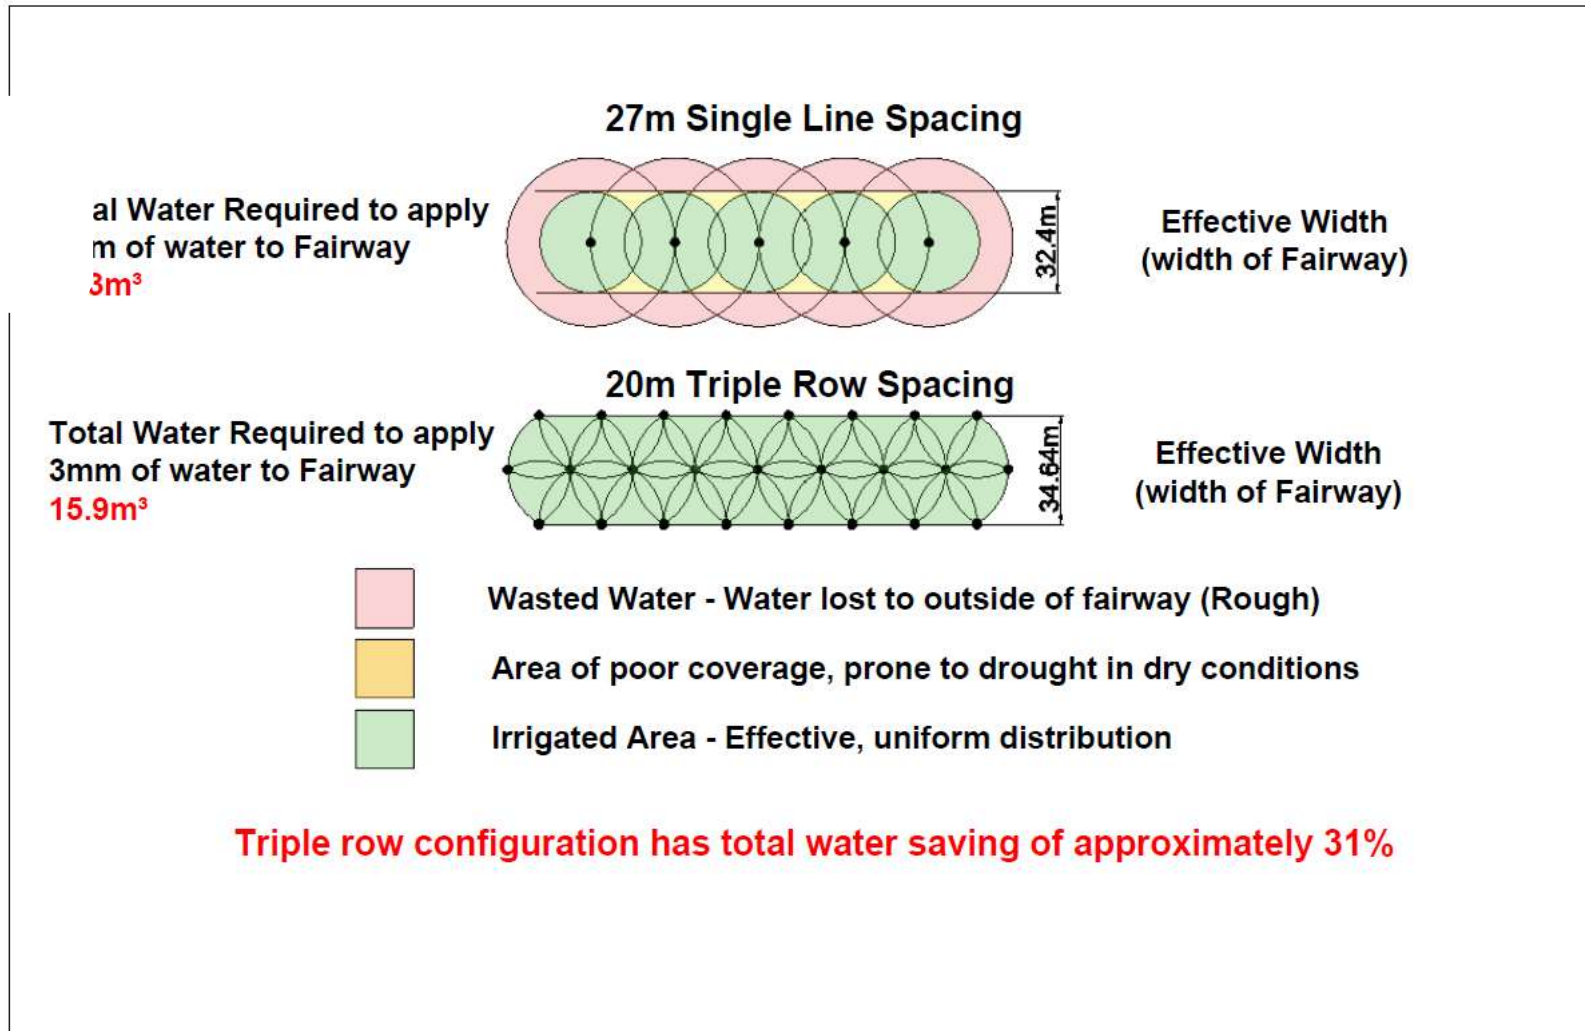 27m Single Line Spacing
al Water Required to apply
m of water to Fairway
3m³
32.4m
Effective Width
(width of Fairway)
20m Triple Row Spacing
Total Water Required to apply
3mm of water to Fairway
15.9m³
34.64m
Effective Width
(width of Fairway)
Wasted Water - Water lost to outside of fairway (Rough)
Area of poor coverage, prone to drought in dry conditions
Irrigated Area - Effective, uniform distribution
Triple row configuration has total water saving of approximately 31%